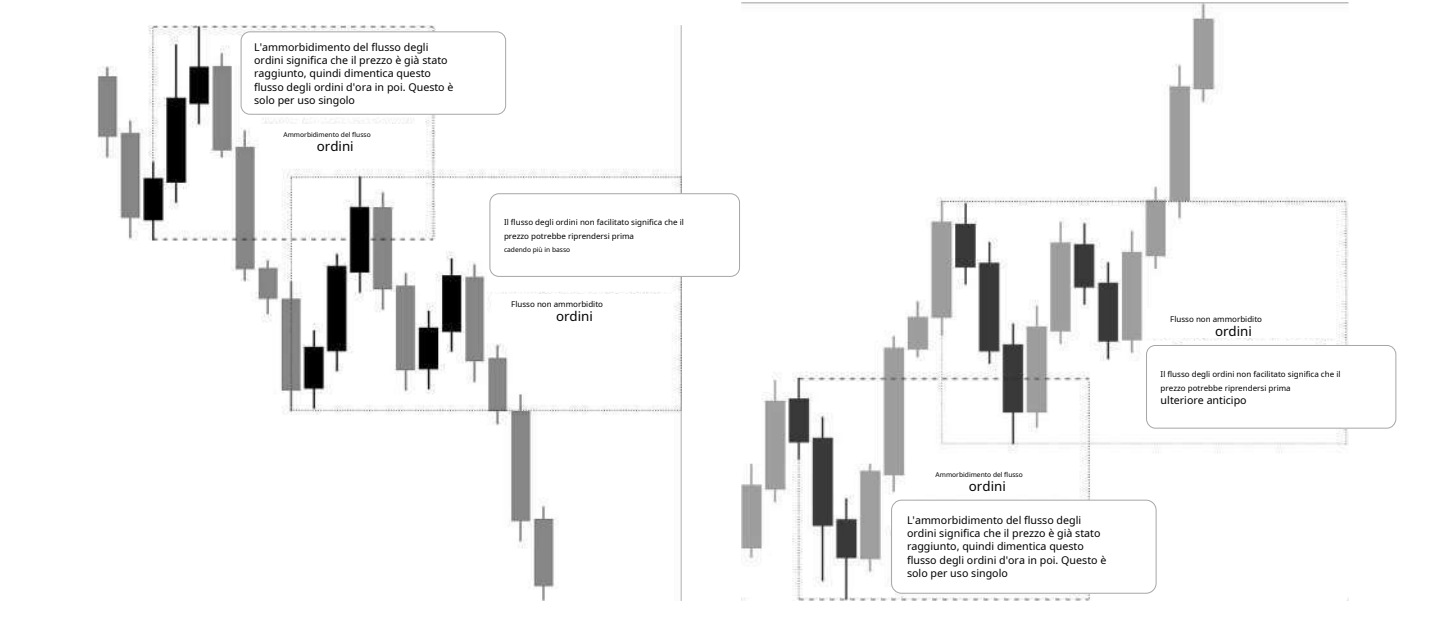 L'ammorbidimento del flusso degli
ordini significa che il prezzo è già stato
raggiunto, quindi dimentica questo
flusso degli ordini d'ora in poi. Questo è
solo per uso singolo
Ammorbidimento del flusso
ordini
Il flusso degli ordini non facilitato significa che il
prezzo potrebbe riprendersi prima
cadendo più in basso
Flusso non ammorbidito
ordini
Flusso non ammorbidito
ordini
Il flusso degli ordini non facilitato significa che il
prezzo potrebbe riprendersi prima
ulteriore anticipo
Ammorbidimento del flusso
ordini
L'ammorbidimento del flusso degli
ordini significa che il prezzo è già stato
raggiunto, quindi dimentica questo
flusso degli ordini d'ora in poi. Questo è
solo per uso singolo